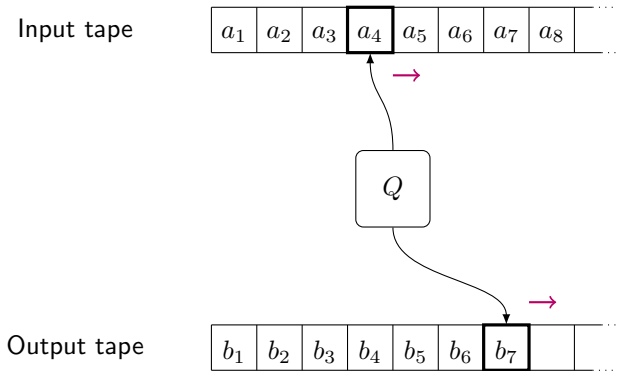 Input tape a₁ a₂ a₃ a₄ a₅ a₆ a₇ a₈
Q
Output tape b₁ b₂ b₃ b₄ b₅ b₆ b₇